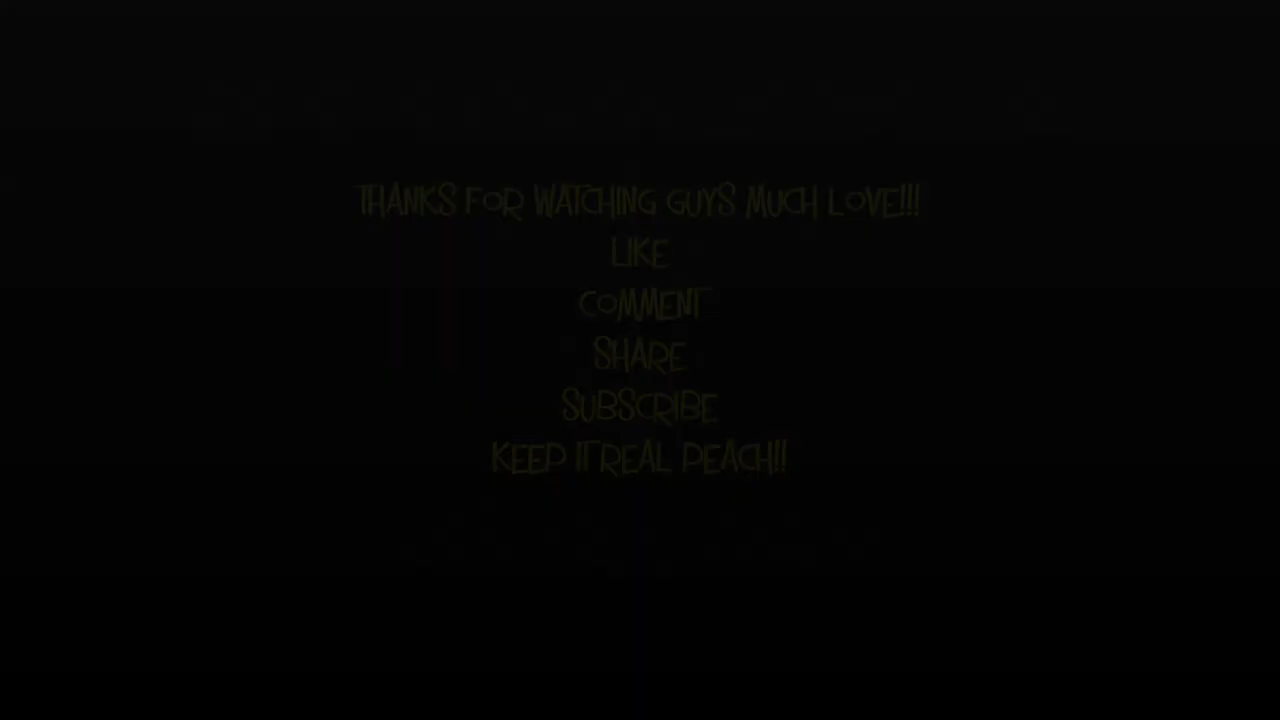 THANKS FOR WATCHING GUYS MUCH LOVE!!!
LIKE
COMMENT
SHARE
SUBSCRIBE
KEEP IT REAL PEACH!!